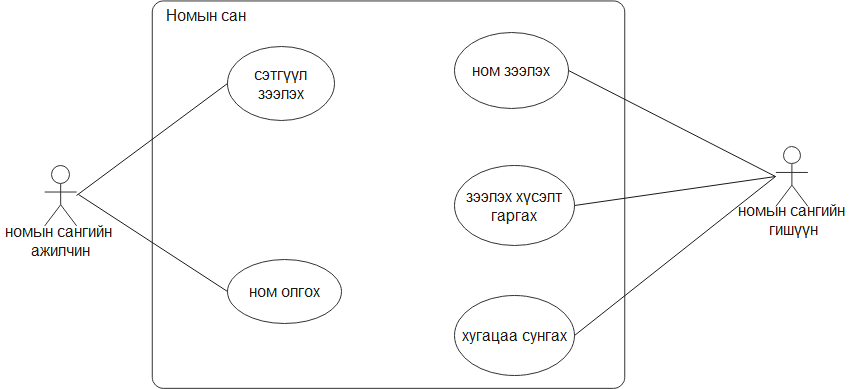 Номын сан
сэтгүүл
зээлэх
ном зээлэх
зээлэх хүсэлт
гаргах
номын сангийн
ажилчин
номын сангийн
гишүүн
ном олгох
хугацаа сунгах